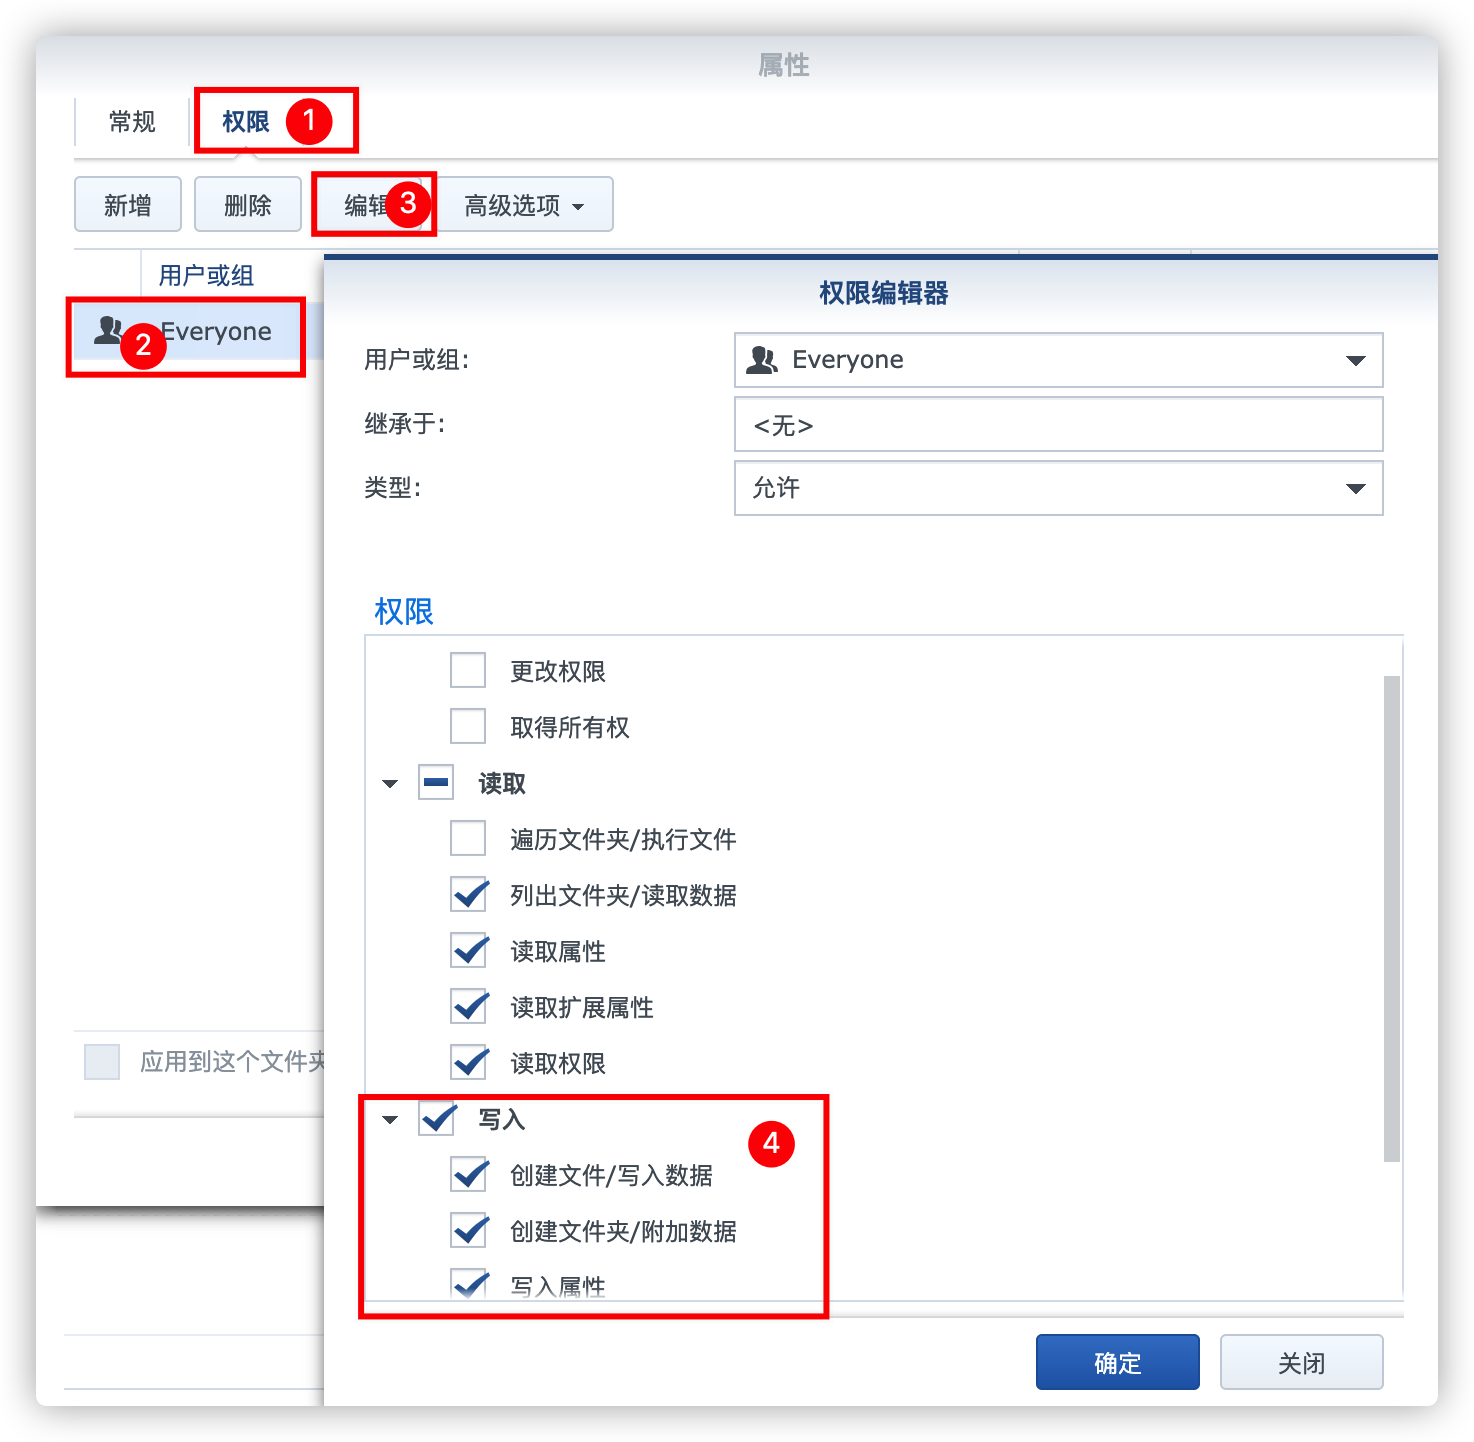 属性
常规 权限 1
新增 删除 编辑 3 高级选项
用户或组
2 Everyone
权限编辑器
用户或组: Everyone
继承于: <无>
类型: 允许
权限
更改权限
取得所有权
读取
遍历文件夹/执行文件
列出文件夹/读取数据
读取属性
读取扩展属性
读取权限
应用到这个文件夹
写入 4
创建文件/写入数据
创建文件夹/附加数据
写入属性
确定 关闭